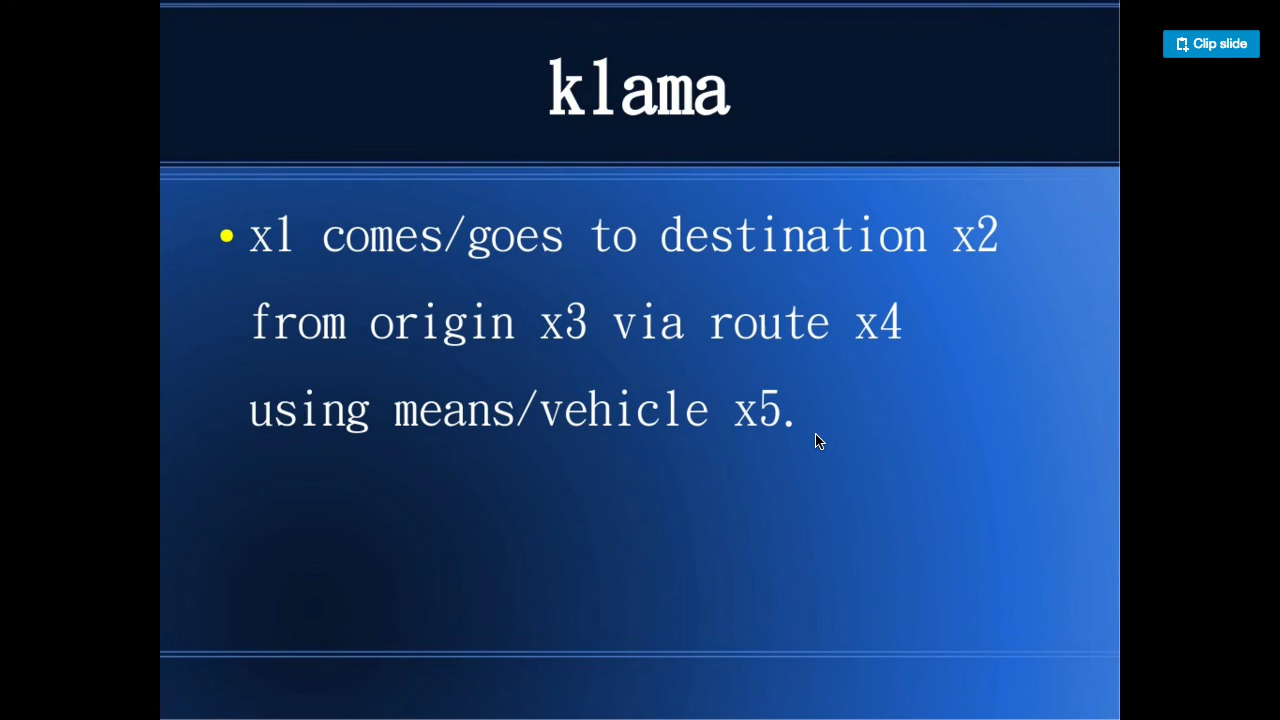 Clip slide
klama
• x1 comes/goes to destination x2
from origin x3 via route x4
using means/vehicle x5.